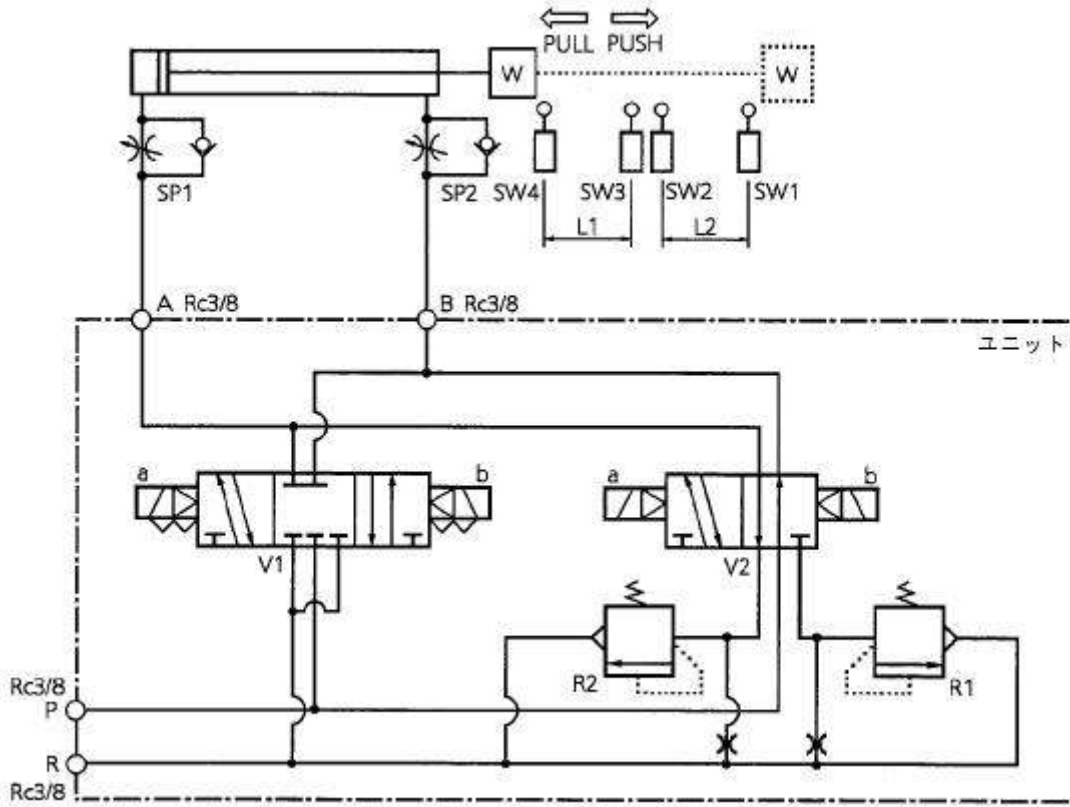 PULL PUSH
W
W
SP1
SP2
SW4
SW3
SW2
SW1
L1
L2
A Rc3/8
B Rc3/8
ユニット
a
b
a
b
V1
V2
R2
R1
Rc3/8
P
R
Rc3/8